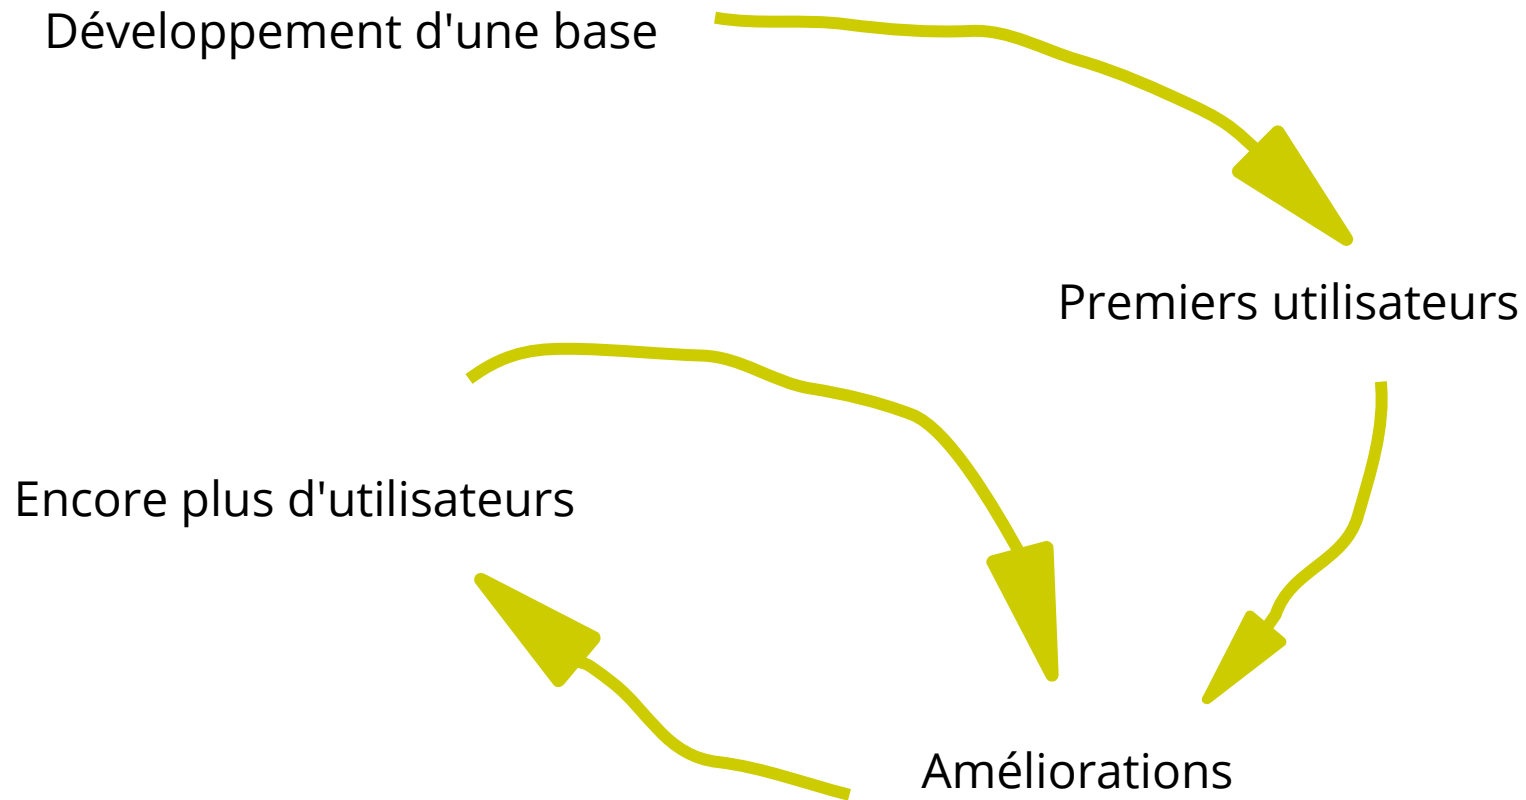 Développement d'une base
Premiers utilisateurs
Encore plus d'utilisateurs
Améliorations